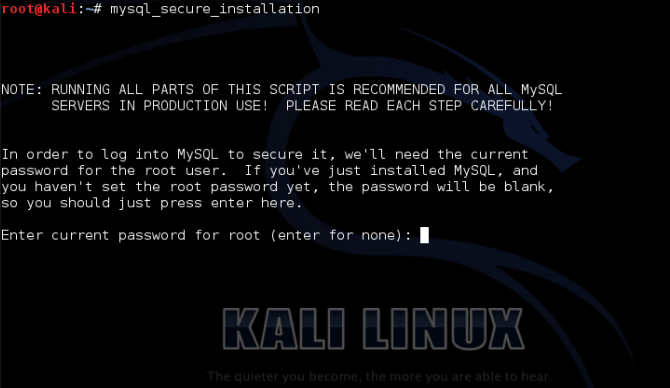 root@kali:~# mysql_secure_installation
NOTE: RUNNING ALL PARTS OF THIS SCRIPT IS RECOMMENDED FOR ALL MySQL
SERVERS IN PRODUCTION USE!  PLEASE READ EACH STEP CAREFULLY!
In order to log into MySQL to secure it, we'll need the current
password for the root user.  If you've just installed MySQL, and
you haven't set the root password yet, the password will be blank,
so you should just press enter here.
Enter current password for root (enter for none):
KALI LINUX
The quieter you become, the more you are able to hear.